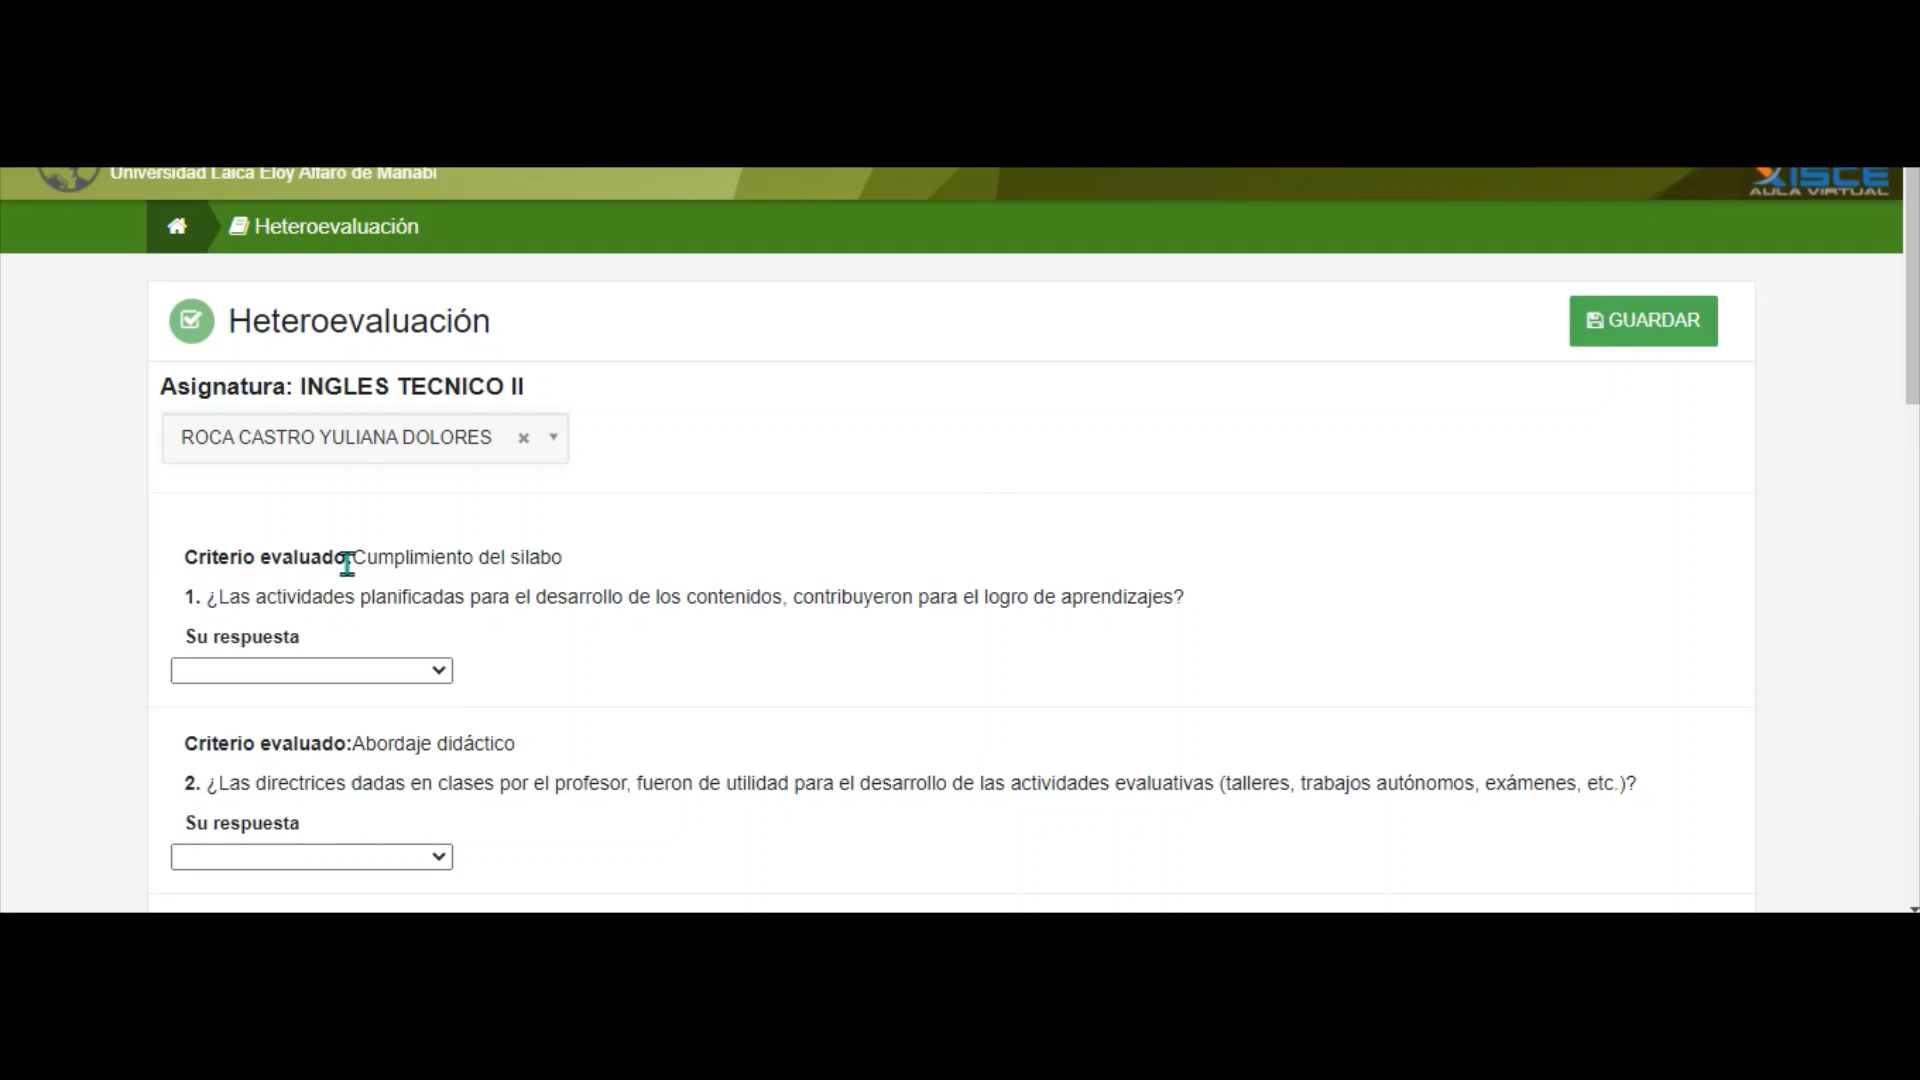 Universidad Laica Eloy Alfaro de Manabí
XISCE
AULA VIRTUAL
Heteroevaluación
Heteroevaluación
GUARDAR
Asignatura: INGLES TECNICO II
ROCA CASTRO YULIANA DOLORES
Criterio evaluado:Cumplimiento del silabo
1. ¿Las actividades planificadas para el desarrollo de los contenidos, contribuyeron para el logro de aprendizajes?
Su respuesta
Criterio evaluado:Abordaje didáctico
2. ¿Las directrices dadas en clases por el profesor, fueron de utilidad para el desarrollo de las actividades evaluativas (talleres, trabajos autónomos, exámenes, etc.)?
Su respuesta